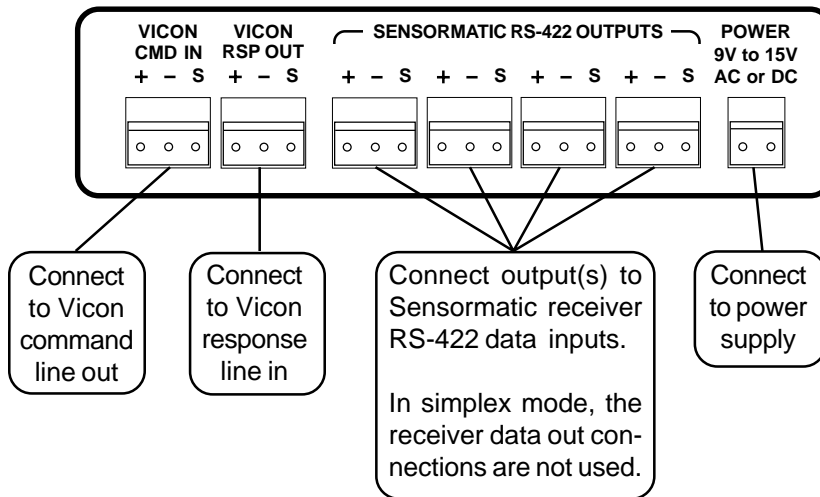 VICON
CMD IN
+ – S
VICON
RSP OUT
+ – S
SENSORMATIC RS-422 OUTPUTS
+ – S + – S + – S + – S
POWER
9V to 15V
AC or DC
Connect
to Vicon
command
line out
Connect
to Vicon
response
line in
Connect output(s) to
Sensormatic receiver
RS-422 data inputs.
In simplex mode, the
receiver data out con-
nections are not used.
Connect
to power
supply